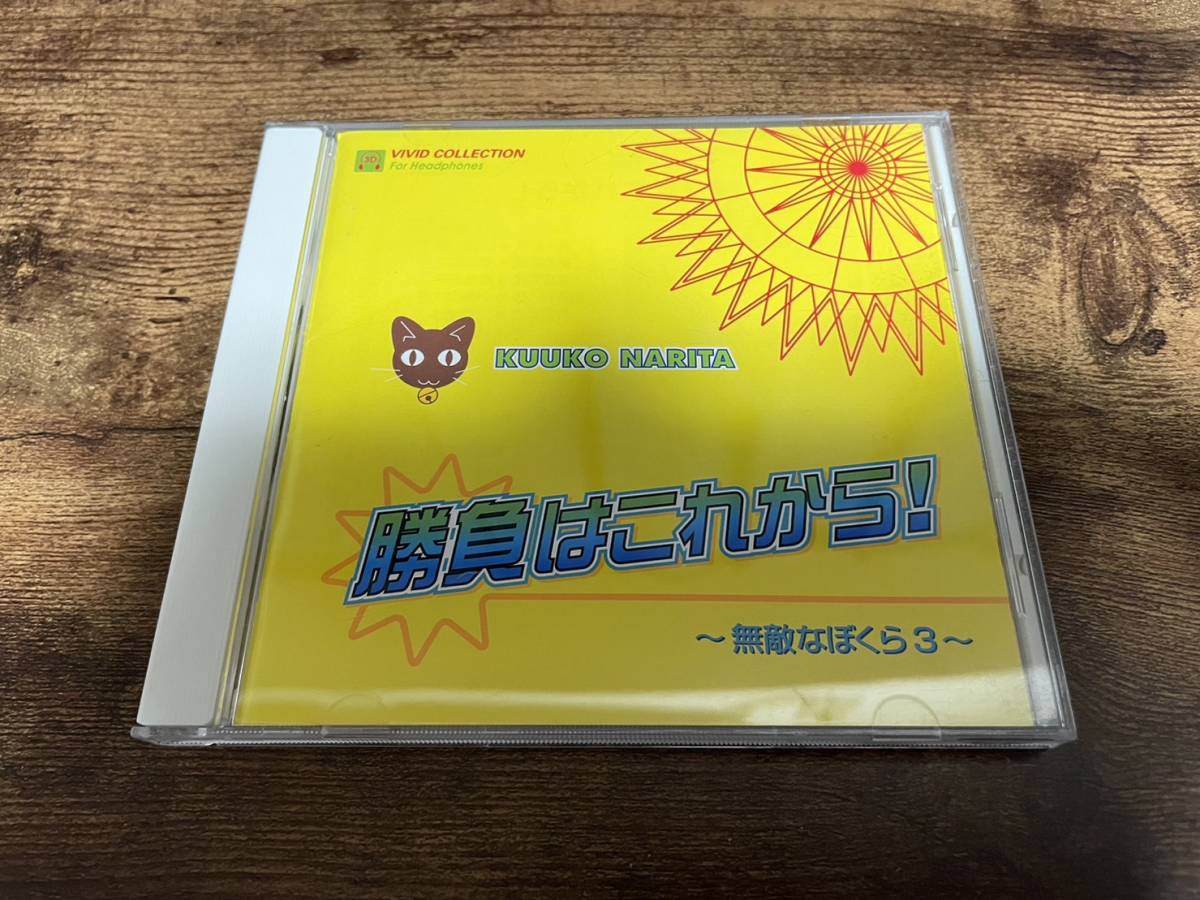 3D
VIVID COLLECTION
For Headphones
KUUKO NARITA
勝負はこれから!
～無敵なぼくら3～